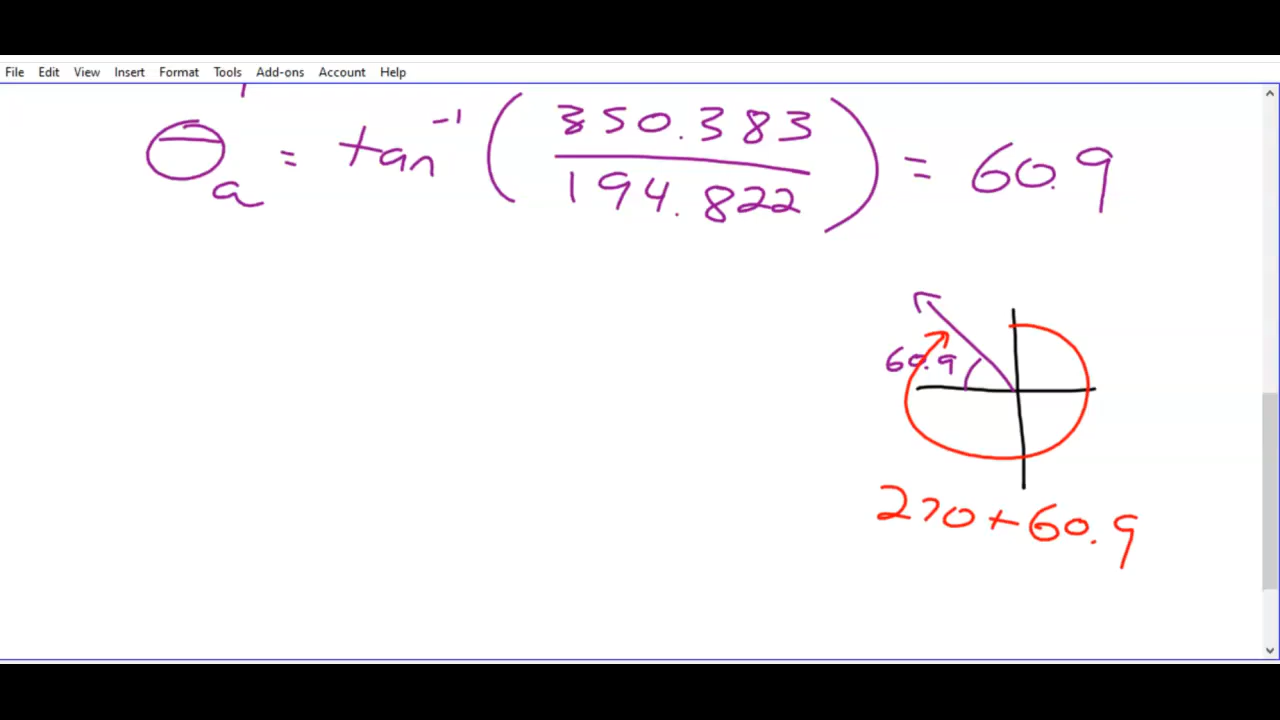 File Edit View Insert Format Tools Add-ons Account Help
θₐ = tan⁻¹ ( 350.383 / 194.822 ) = 60.9
60.9
270 + 60.9